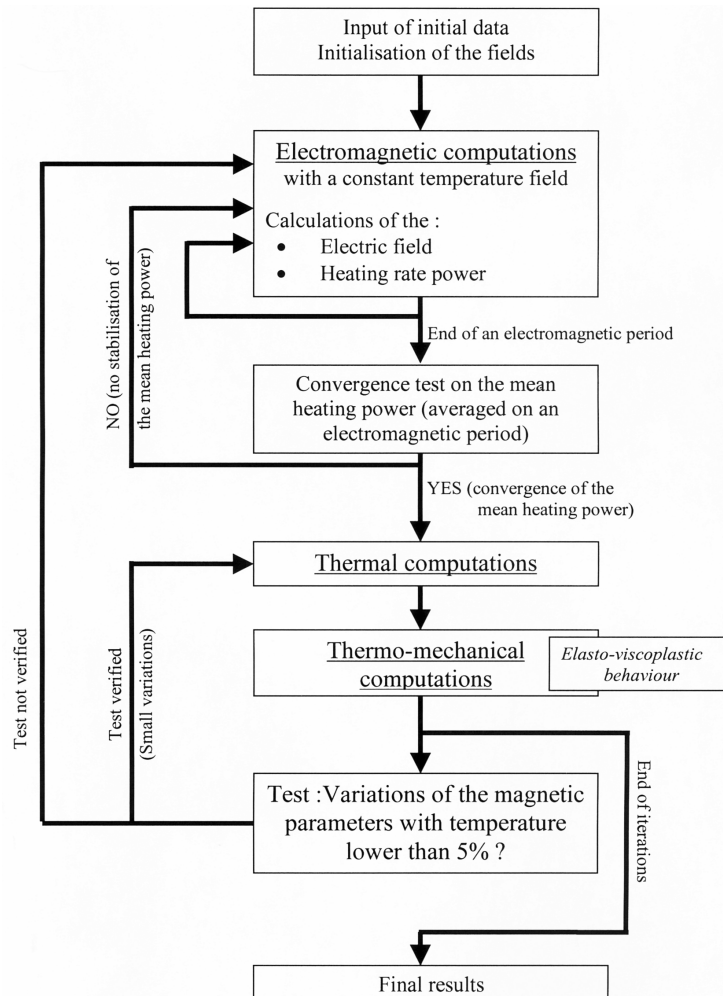 Input of initial data
Initialisation of the fields
Electromagnetic computations
with a constant temperature field
Calculations of the :
• Electric field
• Heating rate power
End of an electromagnetic period
NO (no stabilisation of
the mean heating power)
Convergence test on the mean
heating power (averaged on an
electromagnetic period)
YES (convergence of the
mean heating power)
Thermal computations
Thermo-mechanical
computations
Elasto-viscoplastic
behaviour
Test not verified
Test verified
(Small variations)
Test :Variations of the magnetic
parameters with temperature
lower than 5% ?
End of iterations
Final results